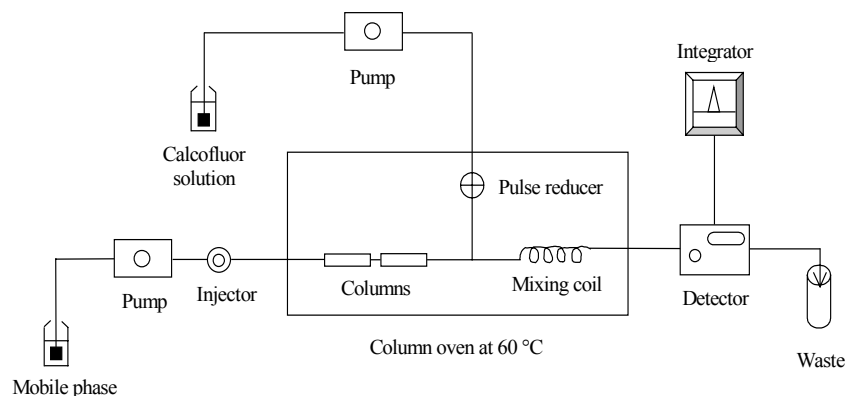 Integrator
Pump
Calcofluor
solution
Pulse reducer
Pump
Injector
Columns
Mixing coil
Detector
Column oven at 60 °C
Waste
Mobile phase